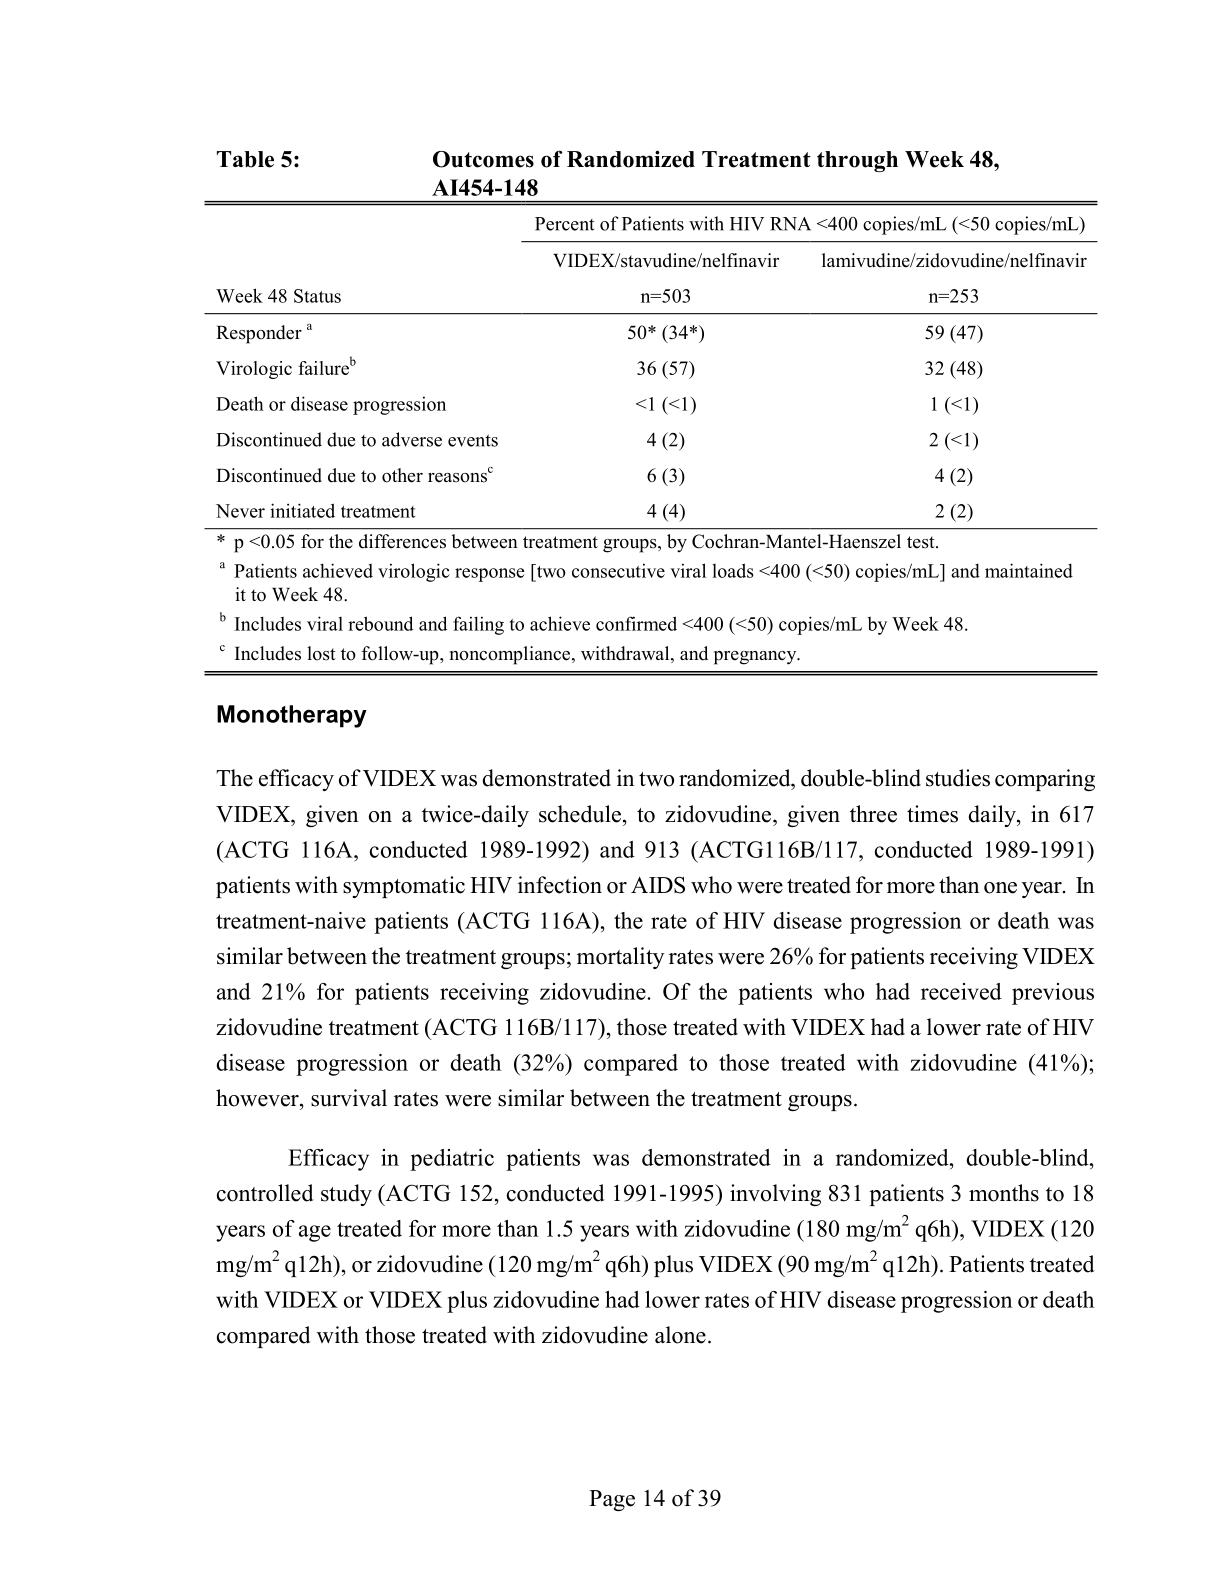 Table 5: Outcomes of Randomized Treatment through Week 48,
AI454-148
Percent of Patients with HIV RNA <400 copies/mL (<50 copies/mL)
VIDEX/stavudine/nelfinavir lamivudine/zidovudine/nelfinavir
Week 48 Status n=503 n=253
Responder a 50* (34*) 59 (47)
Virologic failureb 36 (57) 32 (48)
Death or disease progression <1 (<1) 1 (<1)
Discontinued due to adverse events 4 (2) 2 (<1)
Discontinued due to other reasonsc 6 (3) 4 (2)
Never initiated treatment 4 (4) 2 (2)
* p <0.05 for the differences between treatment groups, by Cochran-Mantel-Haenszel test.
a Patients achieved virologic response [two consecutive viral loads <400 (<50) copies/mL] and maintained
it to Week 48.
b Includes viral rebound and failing to achieve confirmed <400 (<50) copies/mL by Week 48.
c Includes lost to follow-up, noncompliance, withdrawal, and pregnancy.
Monotherapy
The efficacy of VIDEX was demonstrated in two randomized, double-blind studies comparing
VIDEX, given on a twice-daily schedule, to zidovudine, given three times daily, in 617
(ACTG 116A, conducted 1989-1992) and 913 (ACTG116B/117, conducted 1989-1991)
patients with symptomatic HIV infection or AIDS who were treated for more than one year. In
treatment-naive patients (ACTG 116A), the rate of HIV disease progression or death was
similar between the treatment groups; mortality rates were 26% for patients receiving VIDEX
and 21% for patients receiving zidovudine. Of the patients who had received previous
zidovudine treatment (ACTG 116B/117), those treated with VIDEX had a lower rate of HIV
disease progression or death (32%) compared to those treated with zidovudine (41%);
however, survival rates were similar between the treatment groups.
Efficacy in pediatric patients was demonstrated in a randomized, double-blind,
controlled study (ACTG 152, conducted 1991-1995) involving 831 patients 3 months to 18
years of age treated for more than 1.5 years with zidovudine (180 mg/m2 q6h), VIDEX (120
mg/m2 q12h), or zidovudine (120 mg/m2 q6h) plus VIDEX (90 mg/m2 q12h). Patients treated
with VIDEX or VIDEX plus zidovudine had lower rates of HIV disease progression or death
compared with those treated with zidovudine alone.
Page 14 of 39